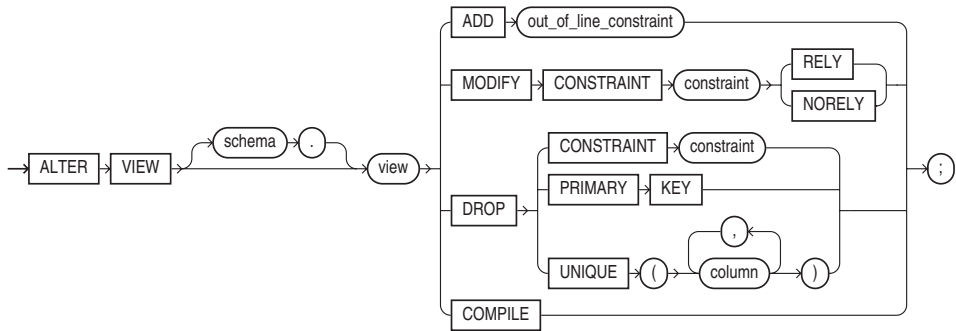 ADD out_of_line_constraint
MODIFY CONSTRAINT constraint
RELY
NORELY
ALTER VIEW schema . view
DROP
CONSTRAINT constraint
PRIMARY KEY
UNIQUE ( , column )
COMPILE
;